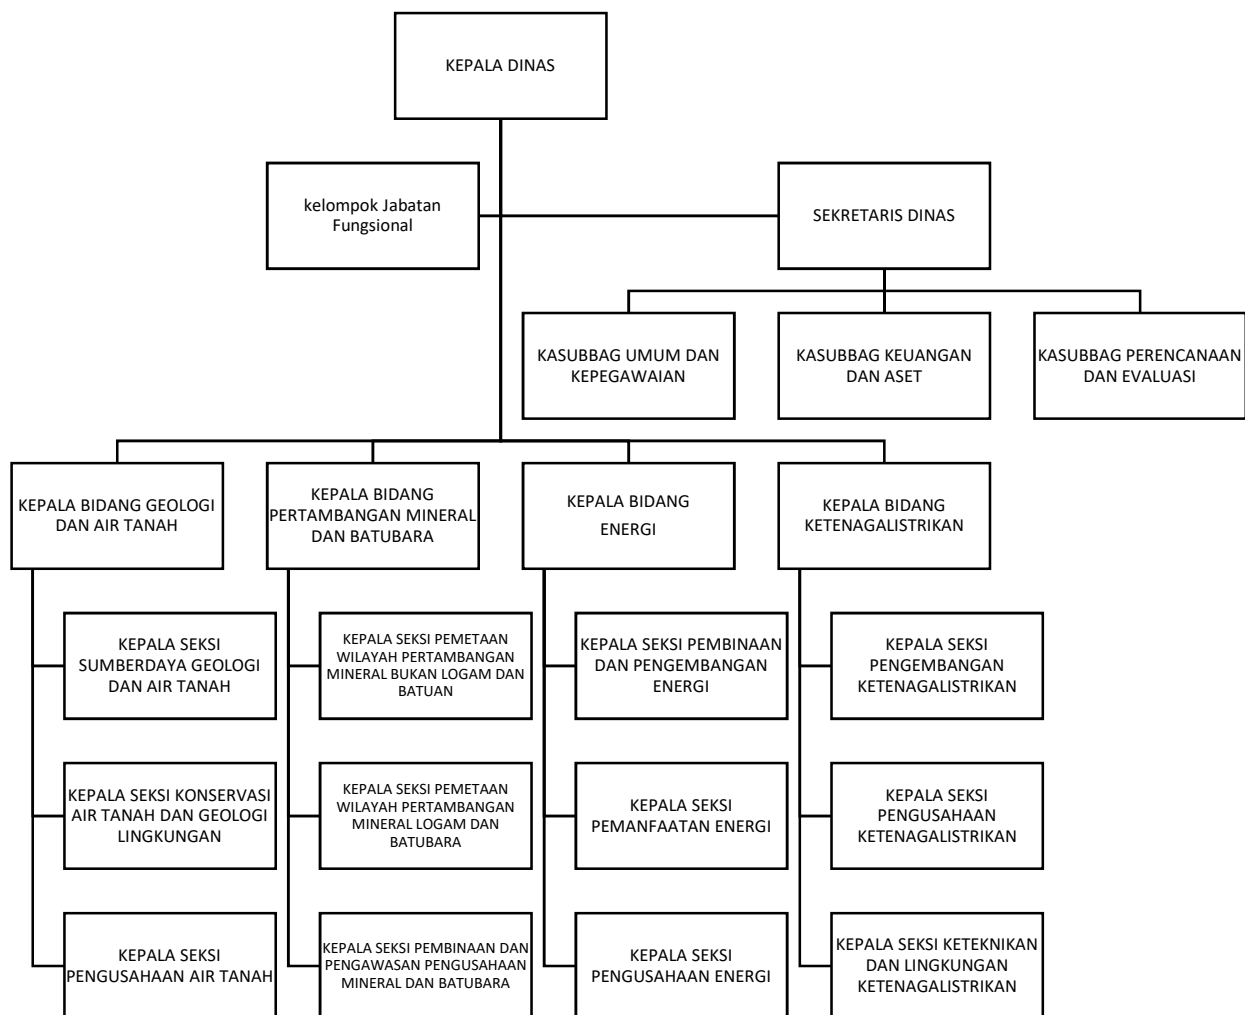 KEPALA DINAS
kelompok Jabatan
Fungsional
SEKRETARIS DINAS
KASUBBAG UMUM DAN
KEPEGAWAIAN
KASUBBAG KEUANGAN
DAN ASET
KASUBBAG PERENCANAAN
DAN EVALUASI
KEPALA BIDANG GEOLOGI
DAN AIR TANAH
KEPALA BIDANG
PERTAMBANGAN MINERAL
DAN BATUBARA
KEPALA BIDANG
ENERGI
KEPALA BIDANG
KETENAGALISTRIKAN
KEPALA SEKSI
SUMBERDAYA GEOLOGI
DAN AIR TANAH
KEPALA SEKSI PEMETAAN
WILAYAH PERTAMBANGAN
MINERAL BUKAN LOGAM DAN
BATUAN
KEPALA SEKSI PEMBINAAN
DAN PENGEMBANGAN
ENERGI
KEPALA SEKSI
PENGEMBANGAN
KETENAGALISTRIKAN
KEPALA SEKSI KONSERVASI
AIR TANAH DAN GEOLOGI
LINGKUNGAN
KEPALA SEKSI PEMETAAN
WILAYAH PERTAMBANGAN
MINERAL LOGAM DAN
BATUBARA
KEPALA SEKSI
PEMANFAATAN ENERGI
KEPALA SEKSI
PENGUSAHAAN
KETENAGALISTRIKAN
KEPALA SEKSI
PENGUSAHAAN AIR TANAH
KEPALA SEKSI PEMBINAAN DAN
PENGAWASAN PENGUSAHAAN
MINERAL DAN BATUBARA
KEPALA SEKSI
PENGUSAHAAN ENERGI
KEPALA SEKSI KETEKNIKAN
DAN LINGKUNGAN
KETENAGALISTRIKAN